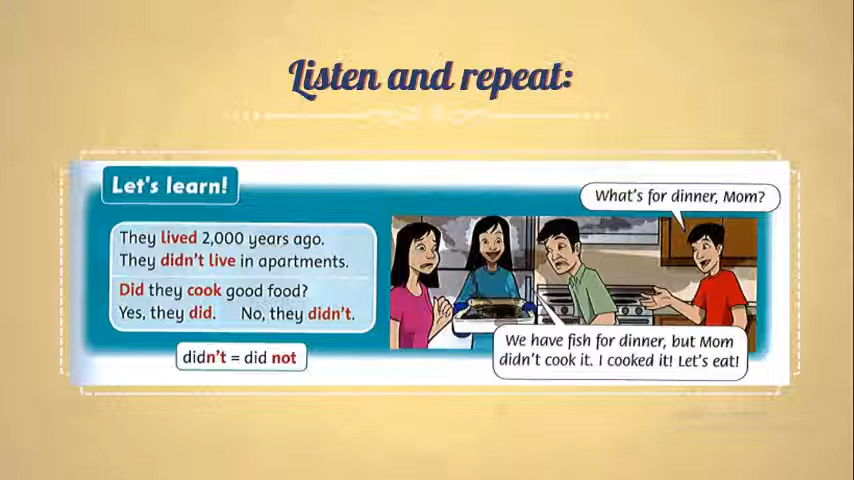 Listen and repeat:
Let's learn!
They lived 2,000 years ago.
They didn't live in apartments.
Did they cook good food?
Yes, they did. No, they didn't.
didn't = did not
What's for dinner, Mom?
We have fish for dinner, but Mom
didn't cook it. I cooked it! Let's eat!